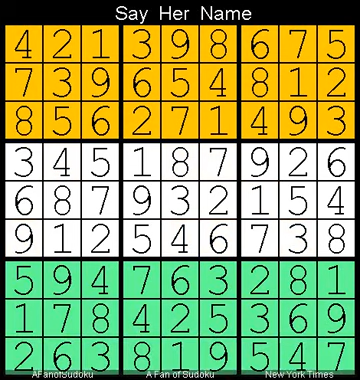 Say Her Name
4 2 1 3 9 8 6 7 5
7 3 9 6 5 4 8 1 2
8 5 6 2 7 1 4 9 3
3 4 5 1 8 7 9 2 6
6 8 7 9 3 2 1 5 4
9 1 2 5 4 6 7 3 8
5 9 4 7 6 3 2 8 1
1 7 8 4 2 5 3 6 9
2 6 3 8 1 9 5 4 7
AFanofSudoku A Fan of Sudoku New York Times